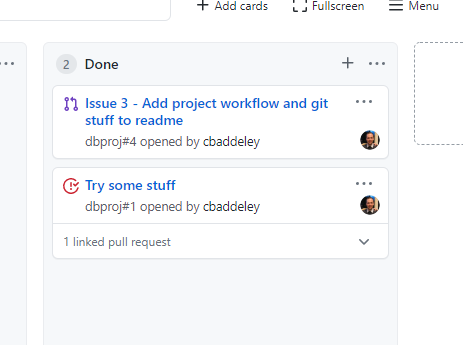 Add cards
Fullscreen
Menu
2 Done
Issue 3 - Add project workflow and git
stuff to readme
dbproj#4 opened by cbaddeley
Try some stuff
dbproj#1 opened by cbaddeley
1 linked pull request